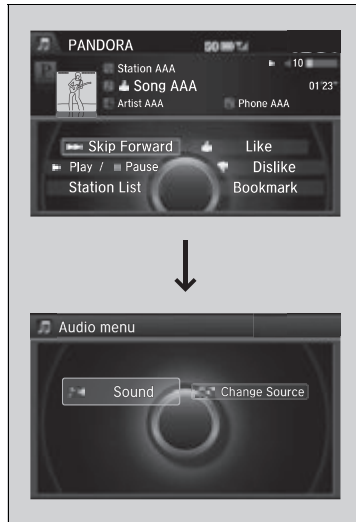 PANDORA
Station AAA
10
Song AAA
01'23"
Artist AAA Phone AAA
Skip Forward Like
Play / Pause Dislike
Station List Bookmark
Audio menu
Sound Change Source